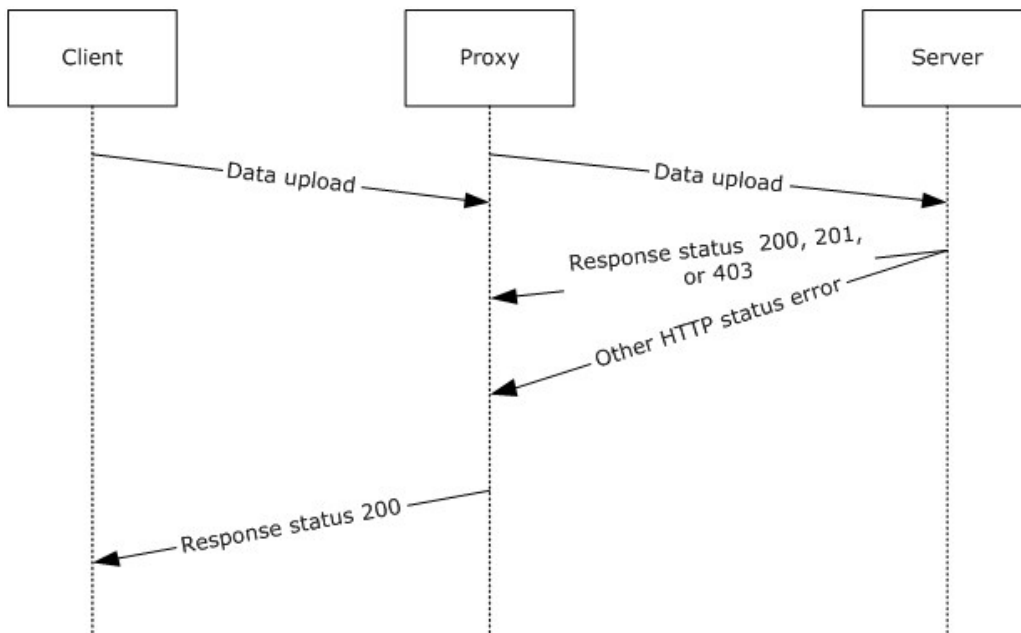 Client
Proxy
Server
Data upload
Data upload
Response status 200, 201,
or 403
Other HTTP status error
Response status 200